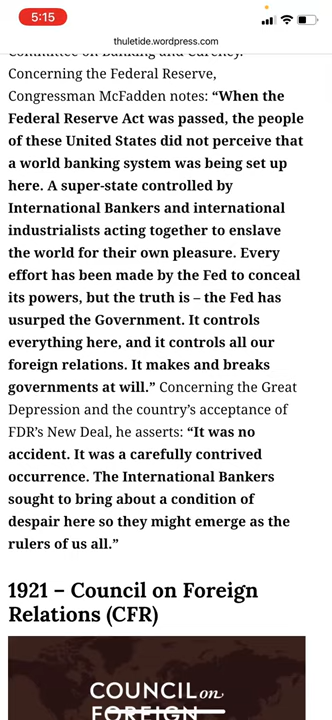 5:15
thuletide.wordpress.com
Committee on Banking and Currency.
Concerning the Federal Reserve,
Congressman McFadden notes: “When the
Federal Reserve Act was passed, the people
of these United States did not perceive that
a world banking system was being set up
here. A super-state controlled by
International Bankers and international
industrialists acting together to enslave
the world for their own pleasure. Every
effort has been made by the Fed to conceal
its powers, but the truth is – the Fed has
usurped the Government. It controls
everything here, and it controls all our
foreign relations. It makes and breaks
governments at will.” Concerning the Great
Depression and the country’s acceptance of
FDR’s New Deal, he asserts: “It was no
accident. It was a carefully contrived
occurrence. The International Bankers
sought to bring about a condition of
despair here so they might emerge as the
rulers of us all.”
1921 – Council on Foreign
Relations (CFR)
COUNCIL on
FOREIGN